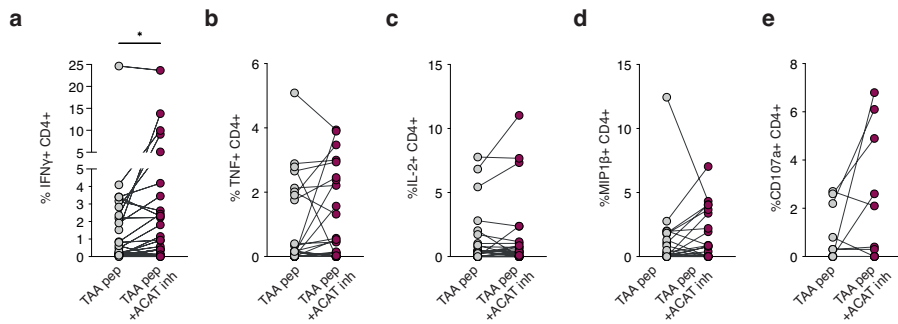 a
b
c
d
e
*
% IFNγ+ CD4+
25
20
15
10
5
5
4
3
2
1
0
TAA pep
TAA pep
+ACAT inh
% TNF+ CD4+
6
4
2
0
TAA pep
TAA pep
+ACAT inh
%IL-2+ CD4+
15
10
5
0
TAA pep
TAA pep
+ACAT inh
%MIP1β+ CD4+
15
10
5
0
TAA pep
TAA pep
+ACAT inh
%CD107a+ CD4+
8
6
4
2
0
TAA pep
TAA pep
+ACAT inh